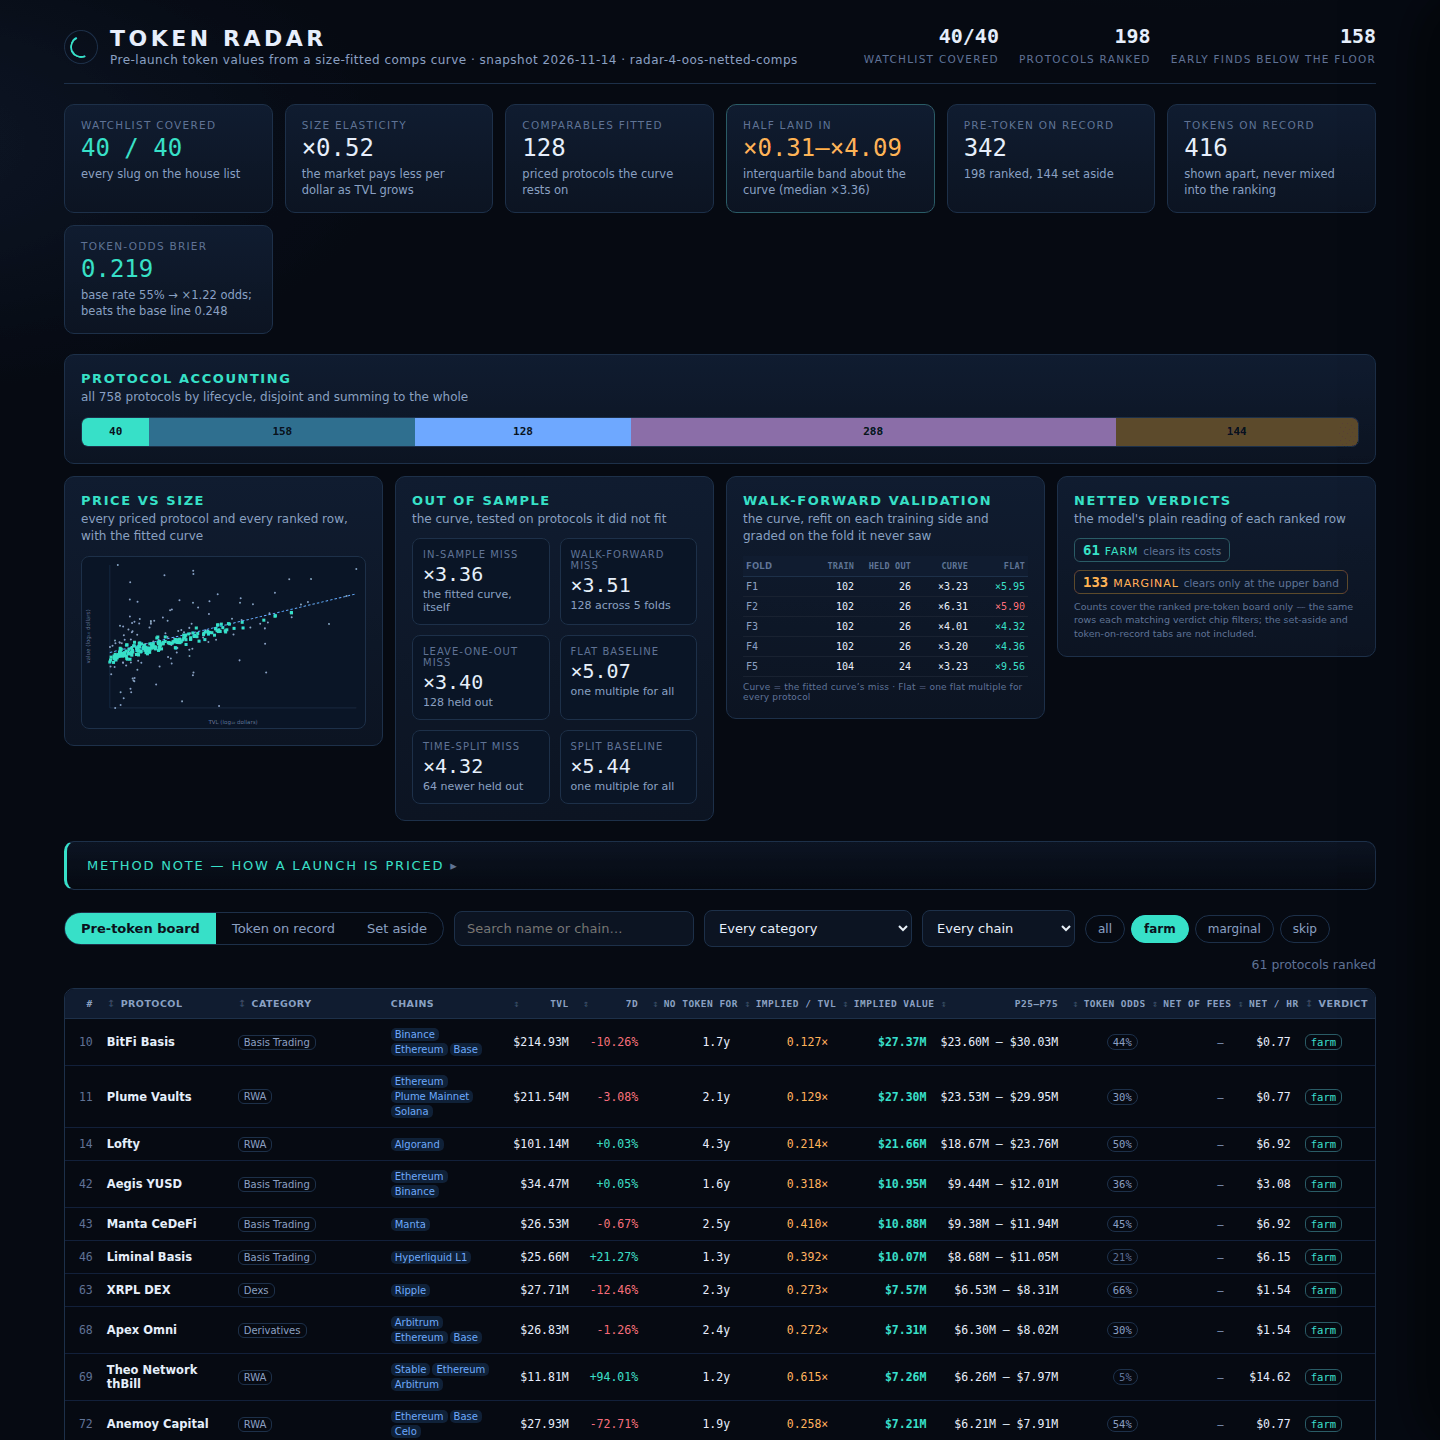 TOKEN RADAR
Pre-launch token values from a size-fitted comps curve · snapshot 2026-11-14 · radar-4-oos-netted-comps
40/40
WATCHLIST COVERED
198
PROTOCOLS RANKED
158
EARLY FINDS BELOW THE FLOOR
WATCHLIST COVERED
40 / 40
every slug on the house list
SIZE ELASTICITY
×0.52
the market pays less per
dollar as TVL grows
COMPARABLES FITTED
128
priced protocols the curve
rests on
HALF LAND IN
×0.31–×4.09
interquartile band about the
curve (median ×3.36)
PRE-TOKEN ON RECORD
342
198 ranked, 144 set aside
TOKENS ON RECORD
416
shown apart, never mixed
into the ranking
TOKEN-ODDS BRIER
0.219
base rate 55% → ×1.22 odds;
beats the base line 0.248
PROTOCOL ACCOUNTING
all 758 protocols by lifecycle, disjoint and summing to the whole
40 158 128 288 144
PRICE VS SIZE
every priced protocol and every ranked row,
with the fitted curve
value (log₁₀ dollars)
TVL (log₁₀ dollars)
OUT OF SAMPLE
the curve, tested on protocols it did not fit
IN-SAMPLE MISS
×3.36
the fitted curve,
itself
WALK-FORWARD
MISS
×3.51
128 across 5 folds
LEAVE-ONE-OUT
MISS
×3.40
128 held out
FLAT BASELINE
×5.07
one multiple for all
TIME-SPLIT MISS
×4.32
64 newer held out
SPLIT BASELINE
×5.44
one multiple for all
WALK-FORWARD VALIDATION
the curve, refit on each training side and
graded on the fold it never saw
FOLD TRAIN HELD OUT CURVE FLAT
F1 102 26 ×3.23 ×5.95
F2 102 26 ×6.31 ×5.90
F3 102 26 ×4.01 ×4.32
F4 102 26 ×3.20 ×4.36
F5 104 24 ×3.23 ×9.56
Curve = the fitted curve's miss · Flat = one flat multiple for
every protocol
NETTED VERDICTS
the model's plain reading of each ranked row
61 FARM clears its costs
133 MARGINAL clears only at the upper band
Counts cover the ranked pre-token board only — the same
rows each matching verdict chip filters; the set-aside and
token-on-record tabs are not included.
METHOD NOTE — HOW A LAUNCH IS PRICED ▸
Pre-token board Token on record Set aside Search name or chain… Every category Every chain all farm marginal skip
61 protocols ranked
# ↕ PROTOCOL ↕ CATEGORY CHAINS ↕ TVL ↕ 7D ↕ NO TOKEN FOR ↕ IMPLIED / TVL ↕ IMPLIED VALUE ↕ P25–P75 ↕ TOKEN ODDS ↕ NET OF FEES ↕ NET / HR ↕ VERDICT
10 BitFi Basis Basis Trading Binance Ethereum Base $214.93M -10.26% 1.7y 0.127× $27.37M $23.60M – $30.03M 44% — $0.77 farm
11 Plume Vaults RWA Ethereum Plume Mainnet Solana $211.54M -3.08% 2.1y 0.129× $27.30M $23.53M – $29.95M 30% — $0.77 farm
14 Lofty RWA Algorand $101.14M +0.03% 4.3y 0.214× $21.66M $18.67M – $23.76M 50% — $6.92 farm
42 Aegis YUSD Basis Trading Ethereum Binance $34.47M +0.05% 1.6y 0.318× $10.95M $9.44M – $12.01M 36% — $3.08 farm
43 Manta CeDeFi Basis Trading Manta $26.53M -0.67% 2.5y 0.410× $10.88M $9.38M – $11.94M 45% — $6.92 farm
46 Liminal Basis Basis Trading Hyperliquid L1 $25.66M +21.27% 1.3y 0.392× $10.07M $8.68M – $11.05M 21% — $6.15 farm
63 XRPL DEX Dexs Ripple $27.71M -12.46% 2.3y 0.273× $7.57M $6.53M – $8.31M 66% — $1.54 farm
68 Apex Omni Derivatives Arbitrum Ethereum Base $26.83M -1.26% 2.4y 0.272× $7.31M $6.30M – $8.02M 30% — $1.54 farm
69 Theo Network thBill RWA Stable Ethereum Arbitrum $11.81M +94.01% 1.2y 0.615× $7.26M $6.26M – $7.97M 5% — $14.62 farm
72 Anemoy Capital RWA Ethereum Base Celo $27.93M -72.71% 1.9y 0.258× $7.21M $6.21M – $7.91M 54% — $0.77 farm